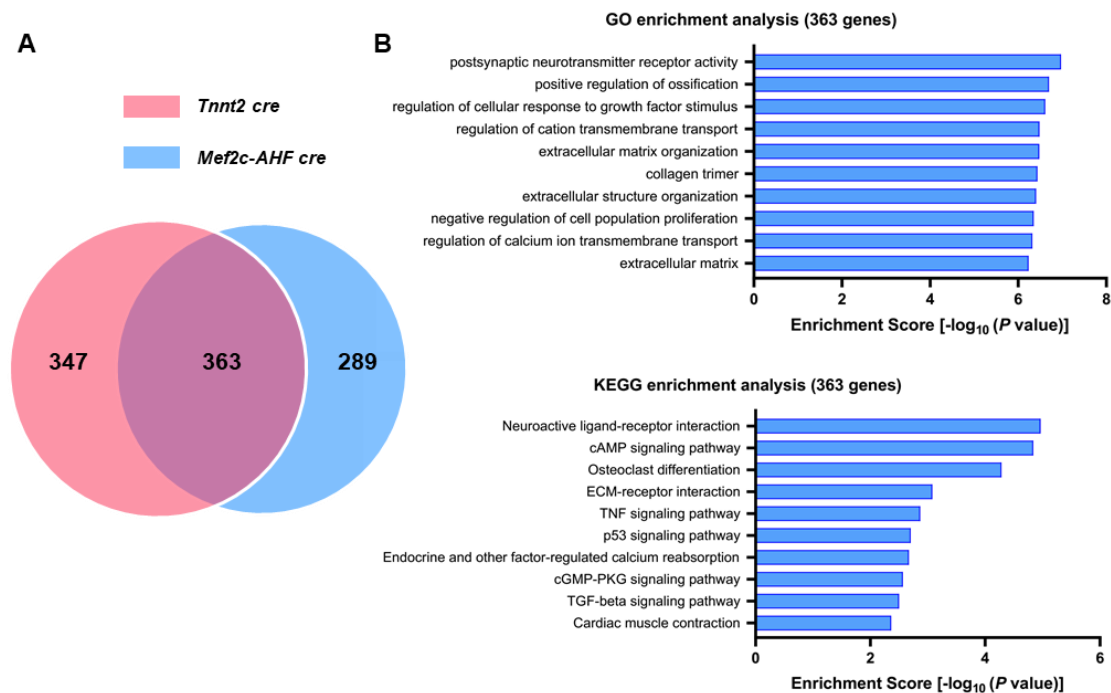 A
Tnnt2 cre
Mef2c-AHF cre
347
363
289
B
GO enrichment analysis (363 genes)
postsynaptic neurotransmitter receptor activity
positive regulation of ossification
regulation of cellular response to growth factor stimulus
regulation of cation transmembrane transport
extracellular matrix organization
collagen trimer
extracellular structure organization
negative regulation of cell population proliferation
regulation of calcium ion transmembrane transport
extracellular matrix
0 2 4 6 8
Enrichment Score [-log10 (P value)]
KEGG enrichment analysis (363 genes)
Neuroactive ligand-receptor interaction
cAMP signaling pathway
Osteoclast differentiation
ECM-receptor interaction
TNF signaling pathway
p53 signaling pathway
Endocrine and other factor-regulated calcium reabsorption
cGMP-PKG signaling pathway
TGF-beta signaling pathway
Cardiac muscle contraction
0 2 4 6
Enrichment Score [-log10 (P value)]